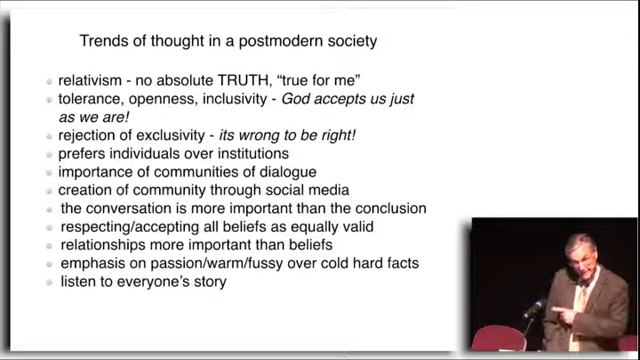 Trends of thought in a postmodern society
relativism - no absolute TRUTH, “true for me”
tolerance, openness, inclusivity - God accepts us just
as we are!
rejection of exclusivity - its wrong to be right!
prefers individuals over institutions
importance of communities of dialogue
creation of community through social media
the conversation is more important than the conclusion
respecting/accepting all beliefs as equally valid
relationships more important than beliefs
emphasis on passion/warm/fussy over cold hard facts
listen to everyone’s story